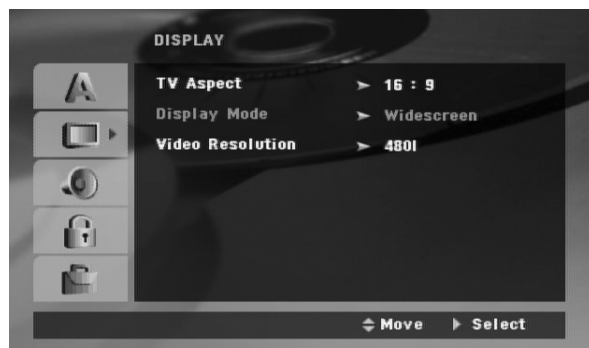 DISPLAY
A
TV Aspect ➢ 16 : 9
Display Mode ➢ Widescreen
Video Resolution ➢ 480I
Move Select